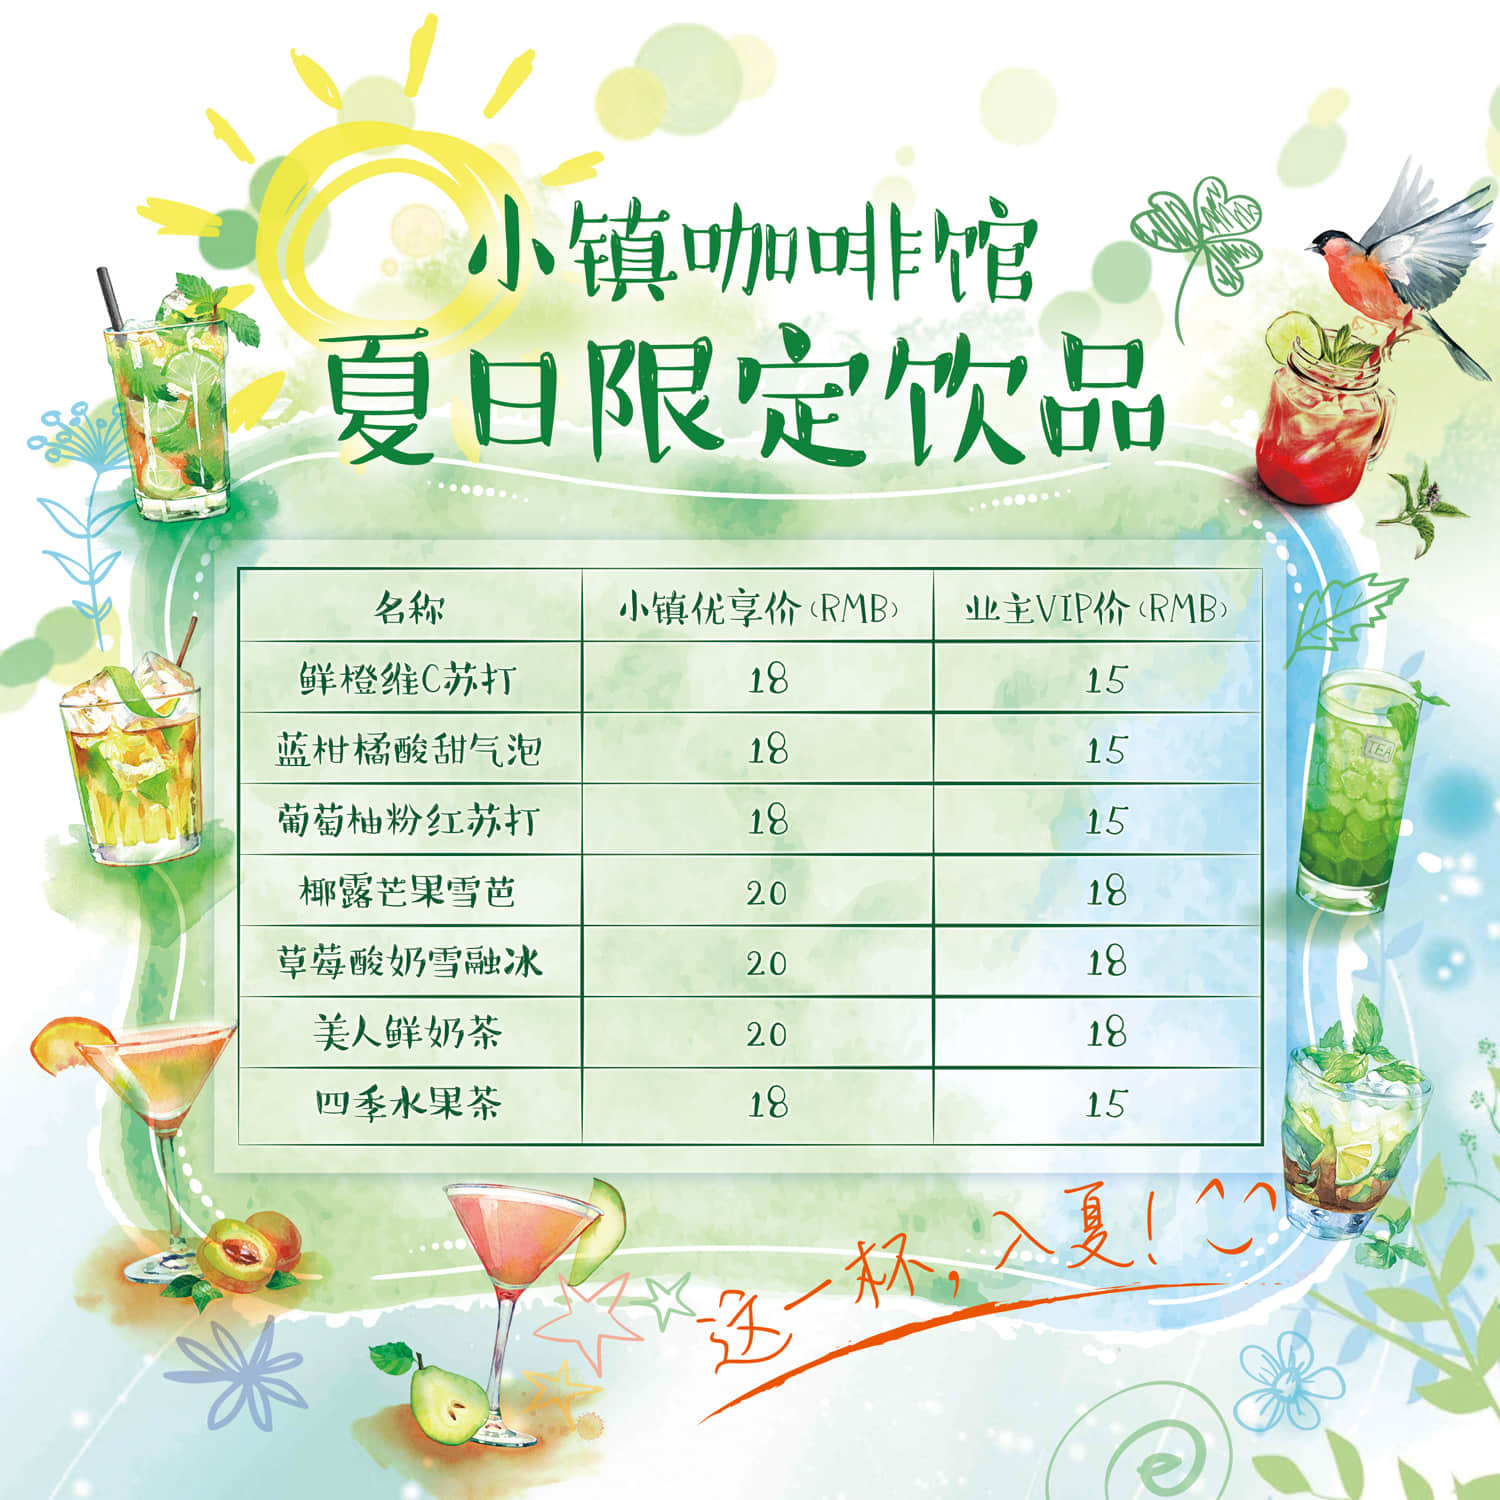 小镇咖啡馆
夏日限定饮品
名称 小镇优享价(RMB) 业主VIP价(RMB)
鲜橙维C苏打 18 15
蓝柑橘酸甜气泡 18 15
葡萄柚粉红苏打 18 15
椰露芒果雪芭 20 18
草莓酸奶雪融冰 20 18
美人鲜奶茶 20 18
四季水果茶 18 15
TEA
这一杯，入夏！